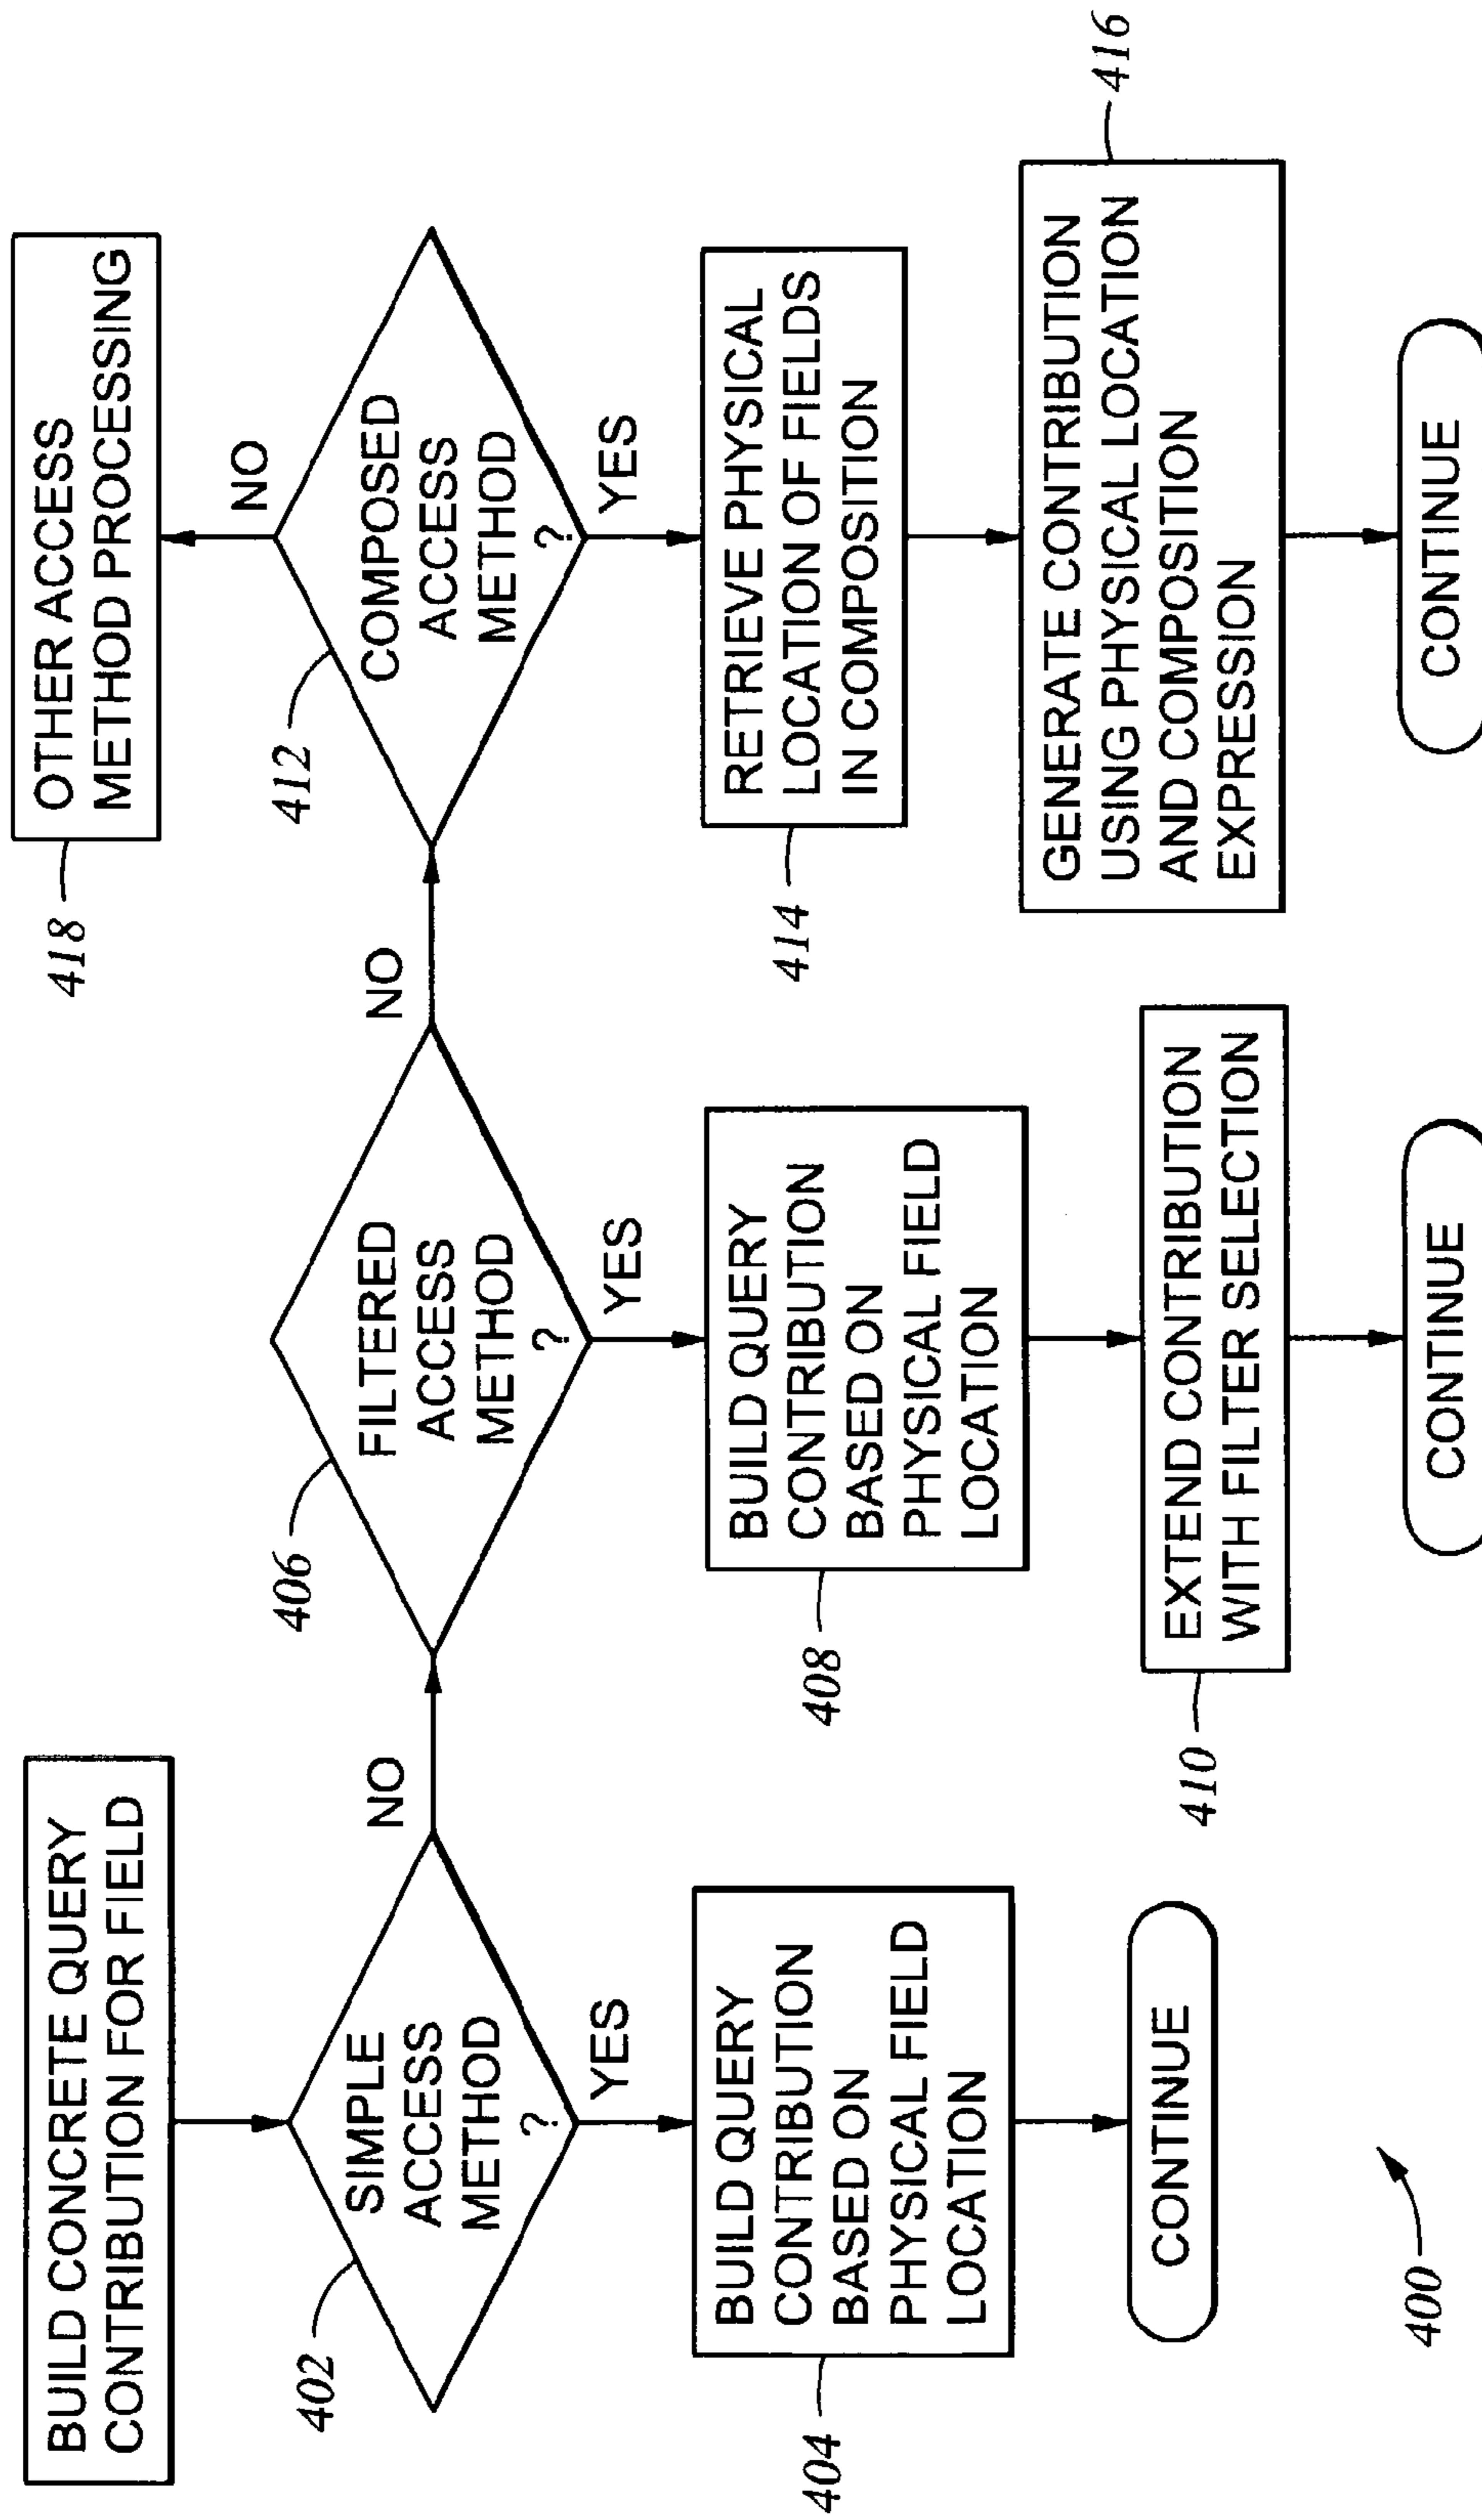 BUILD CONCRETE QUERY
CONTRIBUTION FOR FIELD
402
SIMPLE
ACCESS
METHOD
?
YES
NO
404
BUILD QUERY
CONTRIBUTION
BASED ON
PHYSICAL FIELD
LOCATION
CONTINUE
400
406
FILTERED
ACCESS
METHOD
?
YES
NO
408
BUILD QUERY
CONTRIBUTION
BASED ON
PHYSICAL FIELD
LOCATION
410
EXTEND CONTRIBUTION
WITH FILTER SELECTION
CONTINUE
418
OTHER ACCESS
METHOD PROCESSING
NO
412
COMPOSED
ACCESS
METHOD
?
YES
414
RETRIEVE PHYSICAL
LOCATION OF FIELDS
IN COMPOSITION
416
GENERATE CONTRIBUTION
USING PHYSICAL LOCATION
AND COMPOSITION
EXPRESSION
CONTINUE